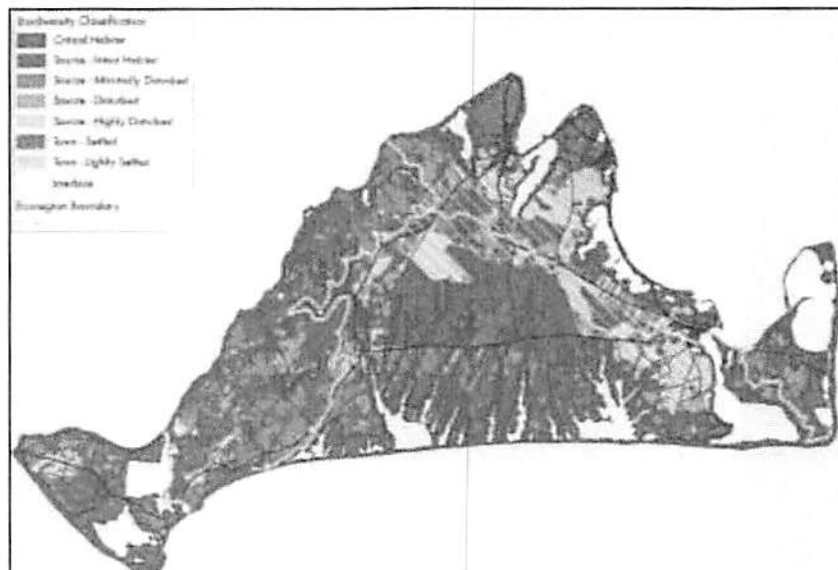 Biodiversity Classification
Critical Habitat
Source - Intact Habitat
Source - Minimally Disturbed
Source - Disturbed
Source - Highly Disturbed
Town - Settled
Town - Lightly Settled
Interface
Ecoregion Boundary